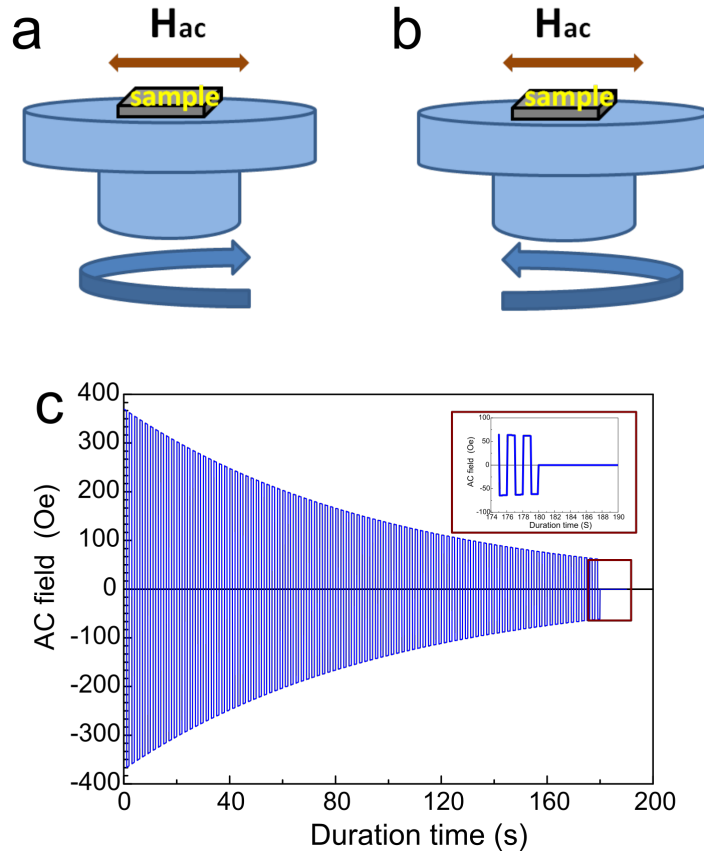 a
Hac
sample
b
Hac
sample
c
400
300
200
100
0
-100
-200
-300
-400
AC field (Oe)
0
40
80
120
160
200
Duration time (s)
100
50
0
-50
-100
AC field (Oe)
174 176 178 180 182 184 186 188 190
Duration time (S)